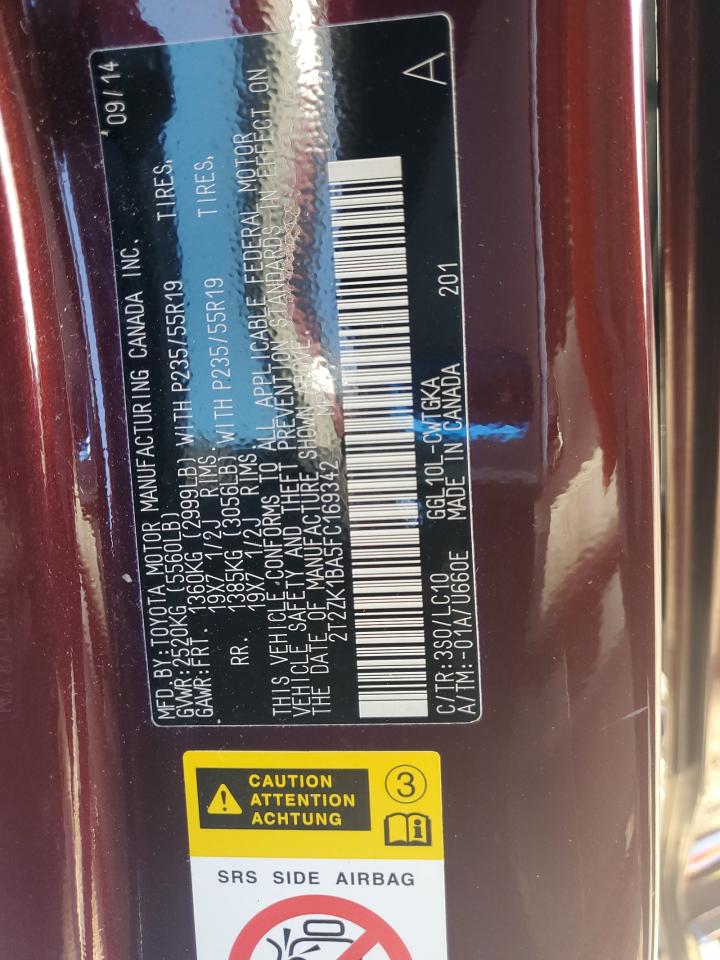 MFD.BY:TOYOTA MOTOR MANUFACTURING CANADA INC. 09/14
GVWR:2520KG (5560LB)
GAWR:FRT. 1360KG (2999LB) WITH P235/55R19 TIRES,
19X7 1/2J RIMS.
RR. 1385KG (3056LB) WITH P235/55R19 TIRES,
19X7 1/2J RIMS
THIS VEHICLE CONFORMS TO ALL APPLICABLE FEDERAL MOTOR
VEHICLE SAFETY AND THEFT PREVENTION STANDARDS IN EFFECT ON
THE DATE OF MANUFACTURE SHOWN ABOVE.
2T2ZK1BA5FC169342
C/TR:3S0/LC10 GGL10L-CWTGKA
A/TM:-01A/U660E MADE IN CANADA 201
A
CAUTION
ATTENTION
ACHTUNG
3
i
SRS SIDE AIRBAG